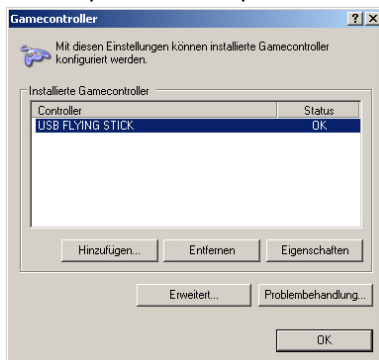 Gamecontroller
Mit diesen Einstellungen können installierte Gamecontroller
konfiguriert werden.
Installierte Gamecontroller
Controller Status
USB FLYING STICK OK
Hinzufügen... Entfernen Eigenschaften
Erweitert... Problembehandlung...
OK